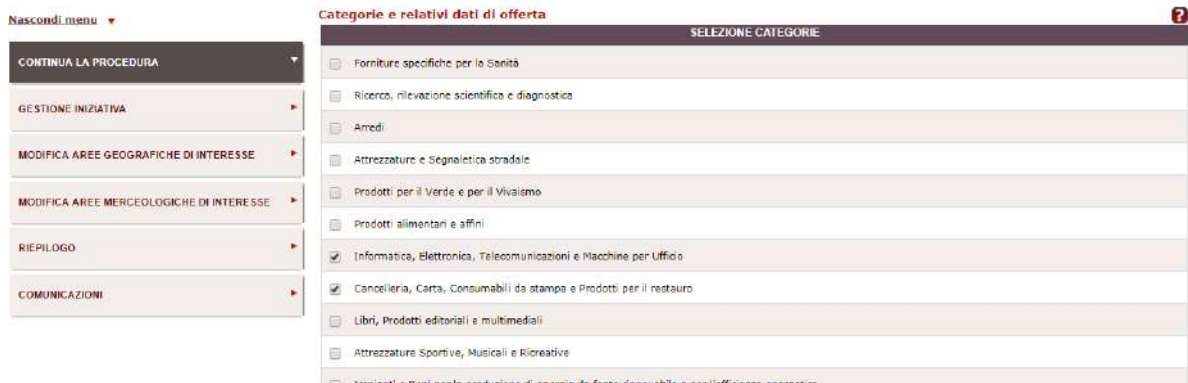 Nascondi menu
CONTINUA LA PROCEDURA
GESTIONE INIZIATIVA
MODIFICA AREE GEOGRAFICHE DI INTERESSE
MODIFICA AREE MERCEOLOGICHE DI INTERESSE
RIEPILOGO
COMUNICAZIONI
Categorie e relativi dati di offerta
?
SELEZIONE CATEGORIE
Forniture specifiche per la Sanità
Ricerca, rilevazione scientifica e diagnostica
Arredi
Attrezzature e Segnaletica stradale
Prodotti per il Verde e per il Vivaismo
Prodotti alimentari e affini
Informatica, Elettronica, Telecomunicazioni e Macchine per Ufficio
Cancelleria, Carta, Consumabili da stampa e Prodotti per il restauro
Libri, Prodotti editoriali e multimediali
Attrezzature Sportive, Musicali e Ricreative